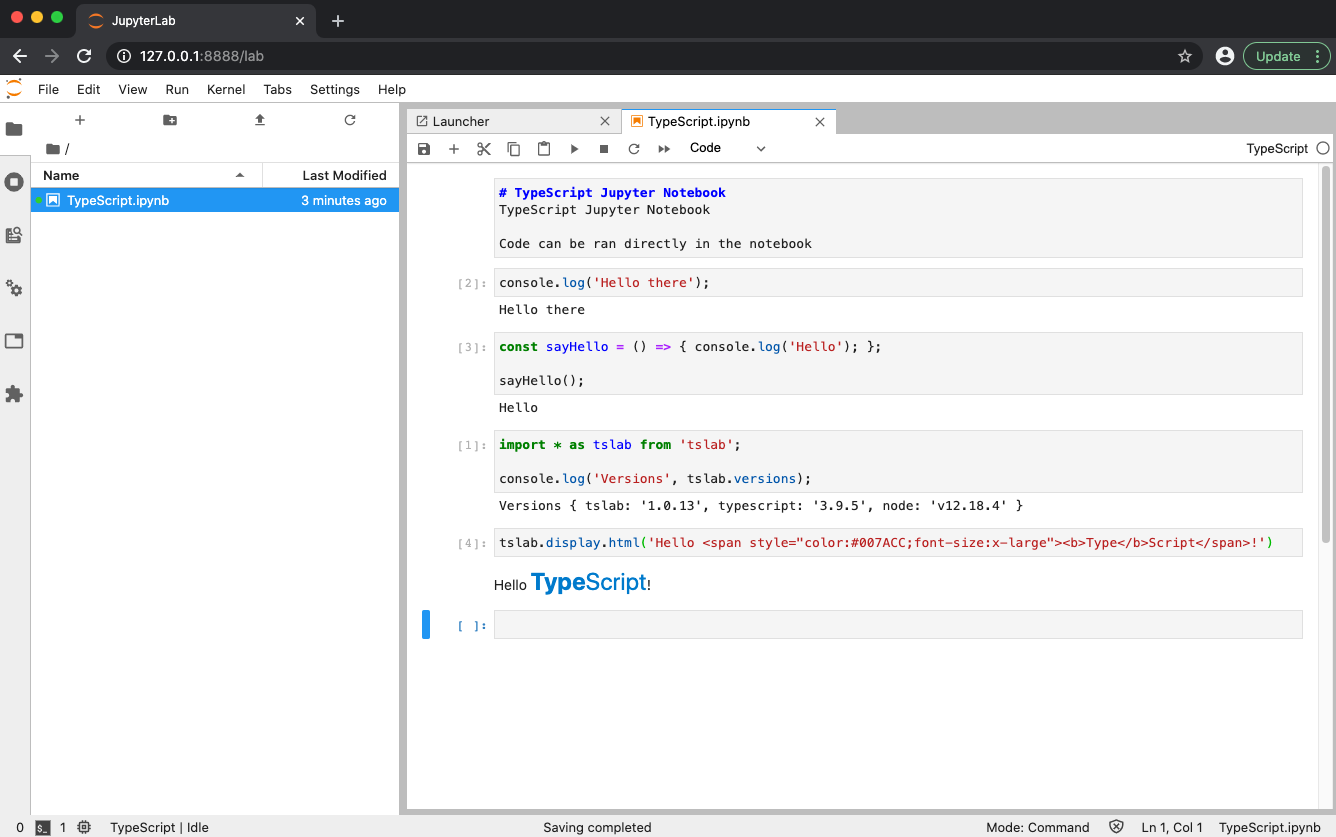 JupyterLab
127.0.0.1:8888/lab
Update
File Edit View Run Kernel Tabs Settings Help
/
Name Last Modified
TypeScript.ipynb 3 minutes ago
Launcher
TypeScript.ipynb
Code
TypeScript
# TypeScript Jupyter Notebook
TypeScript Jupyter Notebook
Code can be ran directly in the notebook
[2]: console.log('Hello there');
Hello there
[3]: const sayHello = () => { console.log('Hello'); };
sayHello();
Hello
[1]: import * as tslab from 'tslab';
console.log('Versions', tslab.versions);
Versions { tslab: '1.0.13', typescript: '3.9.5', node: 'v12.18.4' }
[4]: tslab.display.html('Hello <span style="color:#007ACC;font-size:x-large"><b>Type</b>Script</span>!')
Hello TypeScript!
[ ]:
0 $_ 1 TypeScript | Idle Saving completed Mode: Command Ln 1, Col 1 TypeScript.ipynb